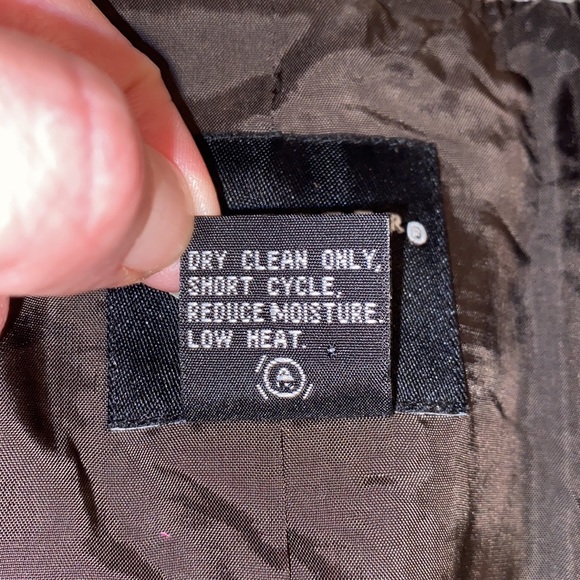 DRY CLEAN ONLY,
SHORT CYCLE,
REDUCE MOISTURE.
LOW HEAT.
A